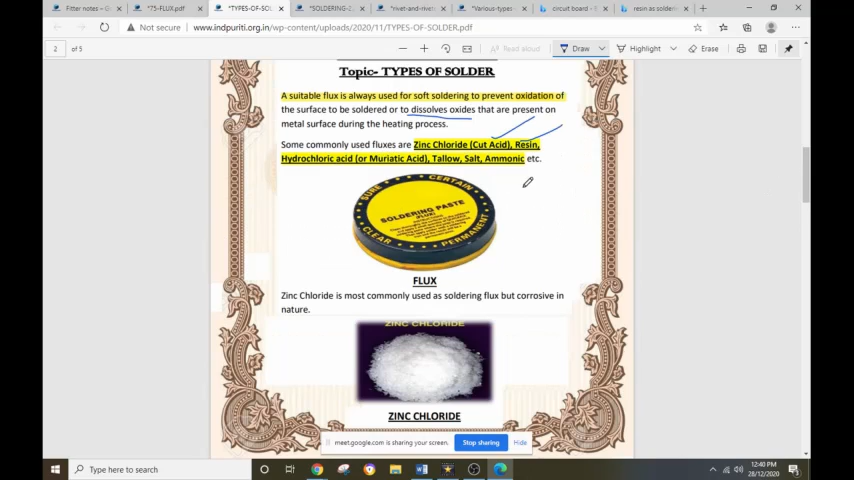 Fitter notes – G
*75-FLUX.pdf
*TYPES-OF-SOL
*SOLDERING-2
*rivet-and-rivet
*Various-types
circuit board - B
resin as solderin
Not secure | www.indpuriti.org.in/wp-content/uploads/2020/11/TYPES-OF-SOLDER.pdf
2 of 5
Read aloud
Draw
Highlight
Erase
Topic- TYPES OF SOLDER
A suitable flux is always used for soft soldering to prevent oxidation of
the surface to be soldered or to dissolves oxides that are present on
metal surface during the heating process.
Some commonly used fluxes are Zinc Chloride (Cut Acid), Resin,
Hydrochloric acid (or Muriatic Acid), Tallow, Salt, Ammonic etc.
SURE CERTAIN
SOLDERING PASTE
(FLUX)
CLEAR PERMANENT
FLUX
Zinc Chloride is most commonly used as soldering flux but corrosive in
nature.
ZINC CHLORIDE
ZINC CHLORIDE
meet.google.com is sharing your screen.
Stop sharing
Hide
Type here to search
12:40 PM
28/12/2020